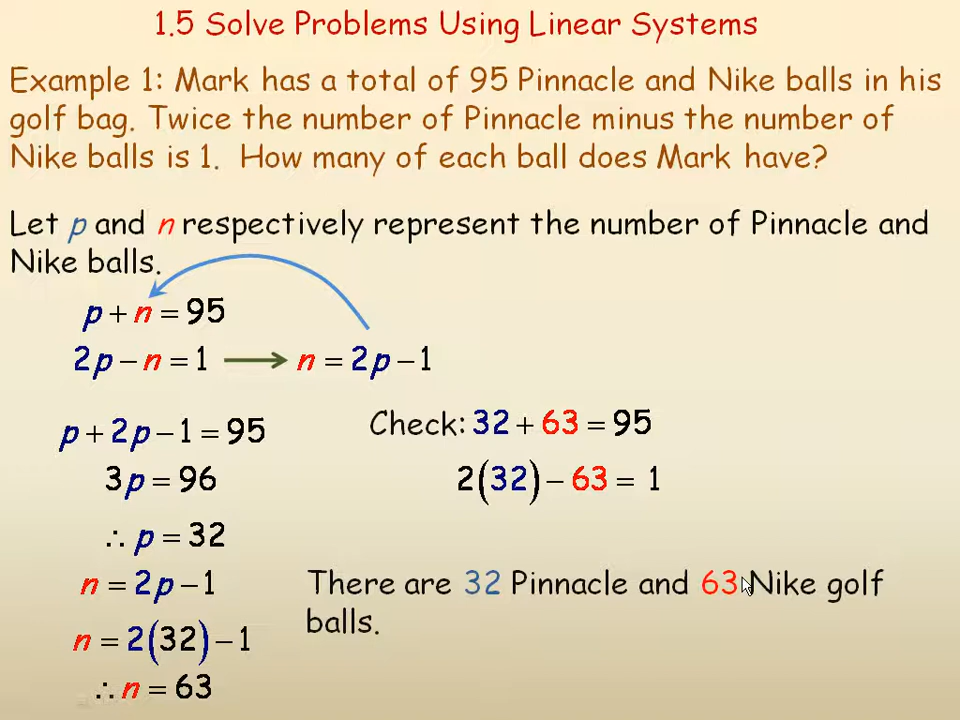 1.5 Solve Problems Using Linear Systems
Example 1: Mark has a total of 95 Pinnacle and Nike balls in his
golf bag. Twice the number of Pinnacle minus the number of
Nike balls is 1. How many of each ball does Mark have?
Let p and n respectively represent the number of Pinnacle and
Nike balls.
p + n = 95
2p − n = 1 ⟶ n = 2p − 1
p + 2p − 1 = 95
3p = 96
∴ p = 32
n = 2p − 1
n = 2(32) − 1
∴ n = 63
Check: 32 + 63 = 95
2(32) − 63 = 1
There are 32 Pinnacle and 63 Nike golf
balls.